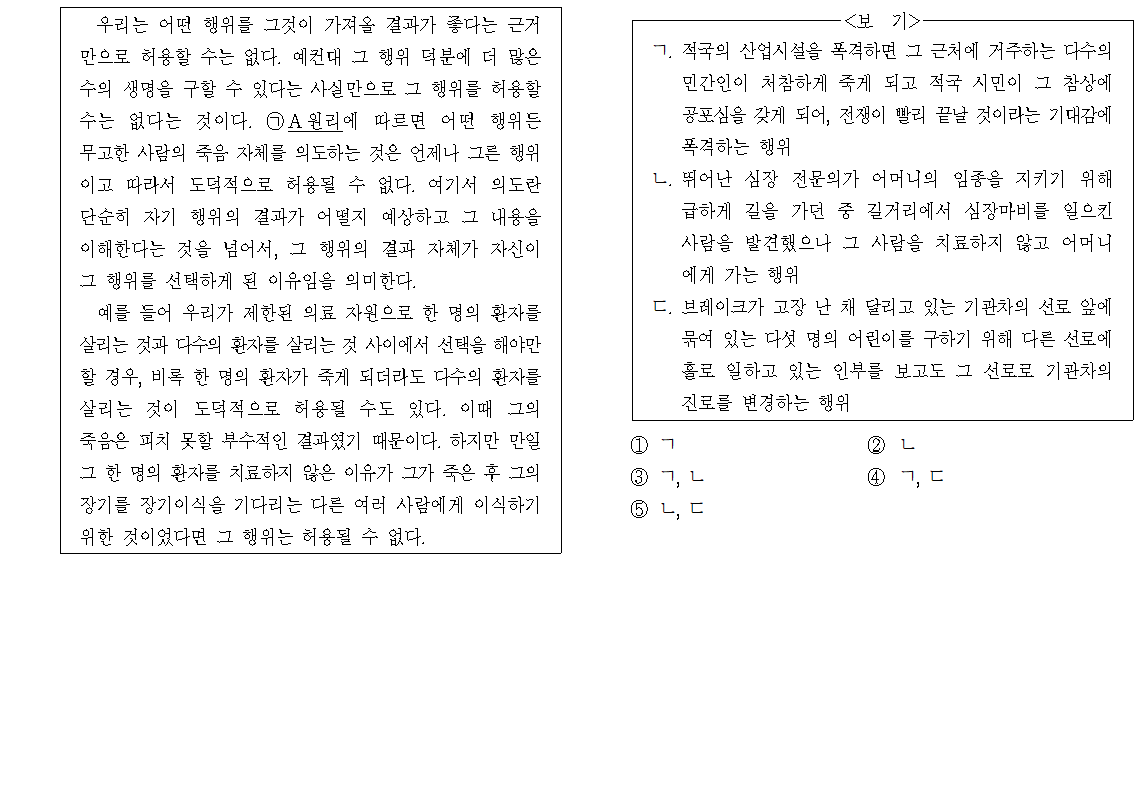 우리는 어떤 행위를 그것이 가져올 결과가 좋다는 근거
만으로 허용할 수는 없다. 예컨대 그 행위 덕분에 더 많은
수의 생명을 구할 수 있다는 사실만으로 그 행위를 허용할
수는 없다는 것이다. ㉠A원리에 따르면 어떤 행위든
무고한 사람의 죽음 자체를 의도하는 것은 언제나 그른 행위
이고 따라서 도덕적으로 허용될 수 없다. 여기서 의도란
단순히 자기 행위의 결과가 어떨지 예상하고 그 내용을
이해한다는 것을 넘어서, 그 행위의 결과 자체가 자신이
그 행위를 선택하게 된 이유임을 의미한다.
예를 들어 우리가 제한된 의료 자원으로 한 명의 환자를
살리는 것과 다수의 환자를 살리는 것 사이에서 선택을 해야만
할 경우, 비록 한 명의 환자가 죽게 되더라도 다수의 환자를
살리는 것이 도덕적으로 허용될 수도 있다. 이때 그의
죽음은 피치 못할 부수적인 결과였기 때문이다. 하지만 만일
그 한 명의 환자를 치료하지 않은 이유가 그가 죽은 후 그의
장기를 장기이식을 기다리는 다른 여러 사람에게 이식하기
위한 것이었다면 그 행위는 허용될 수 없다.
<보 기>
ㄱ. 적국의 산업시설을 폭격하면 그 근처에 거주하는 다수의
민간인이 처참하게 죽게 되고 적국 시민이 그 참상에
공포심을 갖게 되어, 전쟁이 빨리 끝날 것이라는 기대감에
폭격하는 행위
ㄴ. 뛰어난 심장 전문의가 어머니의 임종을 지키기 위해
급하게 길을 가던 중 길거리에서 심장마비를 일으킨
사람을 발견했으나 그 사람을 치료하지 않고 어머니
에게 가는 행위
ㄷ. 브레이크가 고장 난 채 달리고 있는 기관차의 선로 앞에
묶여 있는 다섯 명의 어린이를 구하기 위해 다른 선로에
홀로 일하고 있는 인부를 보고도 그 선로로 기관차의
진로를 변경하는 행위
① ㄱ ② ㄴ
③ ㄱ, ㄴ ④ ㄱ, ㄷ
⑤ ㄴ, ㄷ